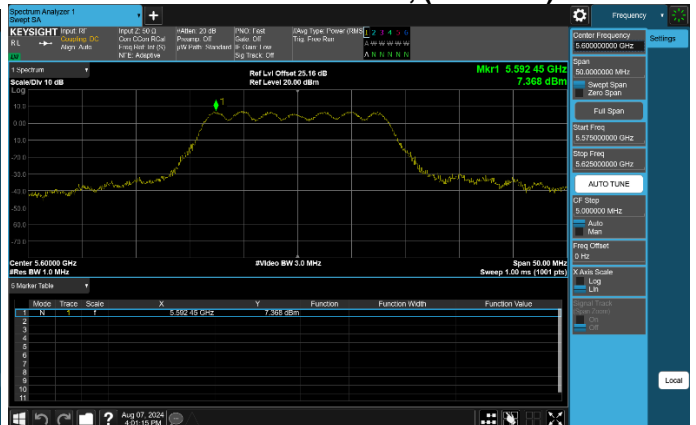 Spectrum Analyzer 1
Swept SA
Frequency
KEYSIGHT
Input: RF
Coupling: DC
Align: Auto
Input Z: 50 Ω
Corr CCorr RCal
Freq Ref: Int (S)
NFE: Adaptive
#Atten: 20 dB
Preamp: Off
µW Path: Standard
PNO: Fast
Gate: Off
IF Gain: Low
Sig Track: Off
#Avg Type: Power (RMS)
Trig: Free Run
1 2 3 4 5 6
A W W W W W
A N N N N N
RL
1 Spectrum
Scale/Div 10 dB
Log
Ref Lvl Offset 25.16 dB
Ref Level 20.00 dBm
Mkr1 5.592 45 GHz
7.368 dBm
10.0
0.00
-10.0
-20.0
-30.0
-40.0
-50.0
-60.0
-70.0
1
Center 5.60000 GHz
#Res BW 1.0 MHz
#Video BW 3.0 MHz
Span 50.00 MHz
Sweep 1.00 ms (1001 pts)
5 Marker Table
Mode Trace Scale X Y Function Function Width Function Value
1 N 1 f 5.592 45 GHz 7.368 dBm
2
3
4
5
6
7
8
9
10
11
Aug 07, 2024
4:01:15 PM
Center Frequency
5.600000000 GHz
Settings
Span
50.0000000 MHz
Swept Span
Zero Span
Full Span
Start Freq
5.575000000 GHz
Stop Freq
5.625000000 GHz
AUTO TUNE
CF Step
5.000000 MHz
Auto
Man
Freq Offset
0 Hz
X Axis Scale
Log
Lin
Signal Track
(Span Zoom)
On
Off
Local